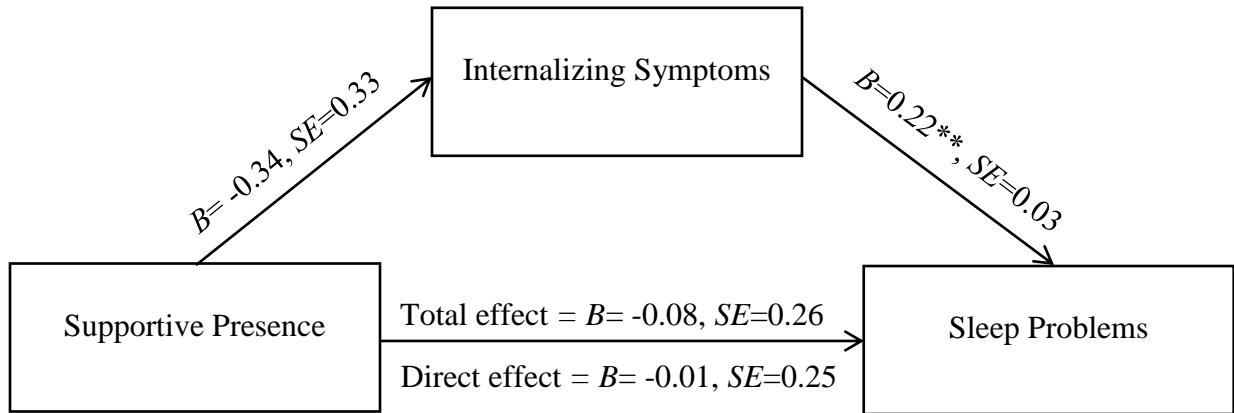 Internalizing Symptoms
B= -0.34, SE=0.33
B=0.22**, SE=0.03
Supportive Presence
Total effect = B= -0.08, SE=0.26
Direct effect = B= -0.01, SE=0.25
Sleep Problems